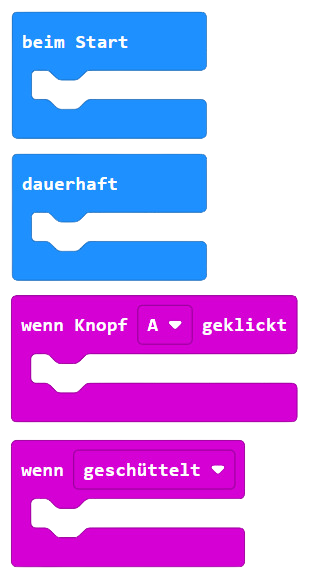 beim Start
dauerhaft
wenn Knopf A geklickt
wenn geschüttelt